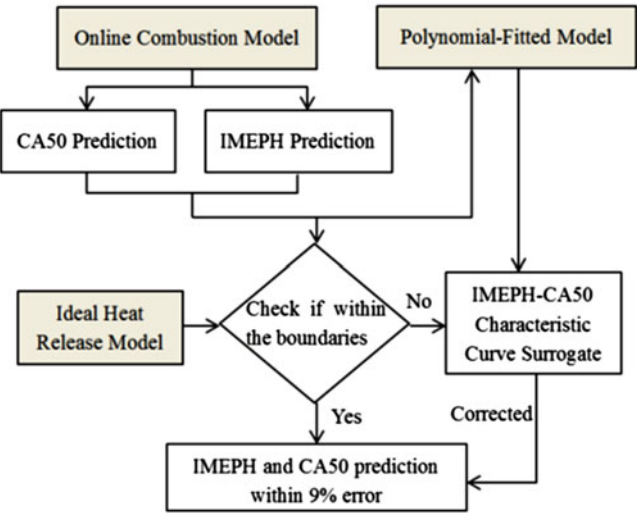 Online Combustion Model
Polynomial-Fitted Model
CA50 Prediction
IMEPH Prediction
Ideal Heat
Release Model
Check if within
the boundaries
No
IMEPH-CA50
Characteristic
Curve Surrogate
Yes
Corrected
IMEPH and CA50 prediction
within 9% error